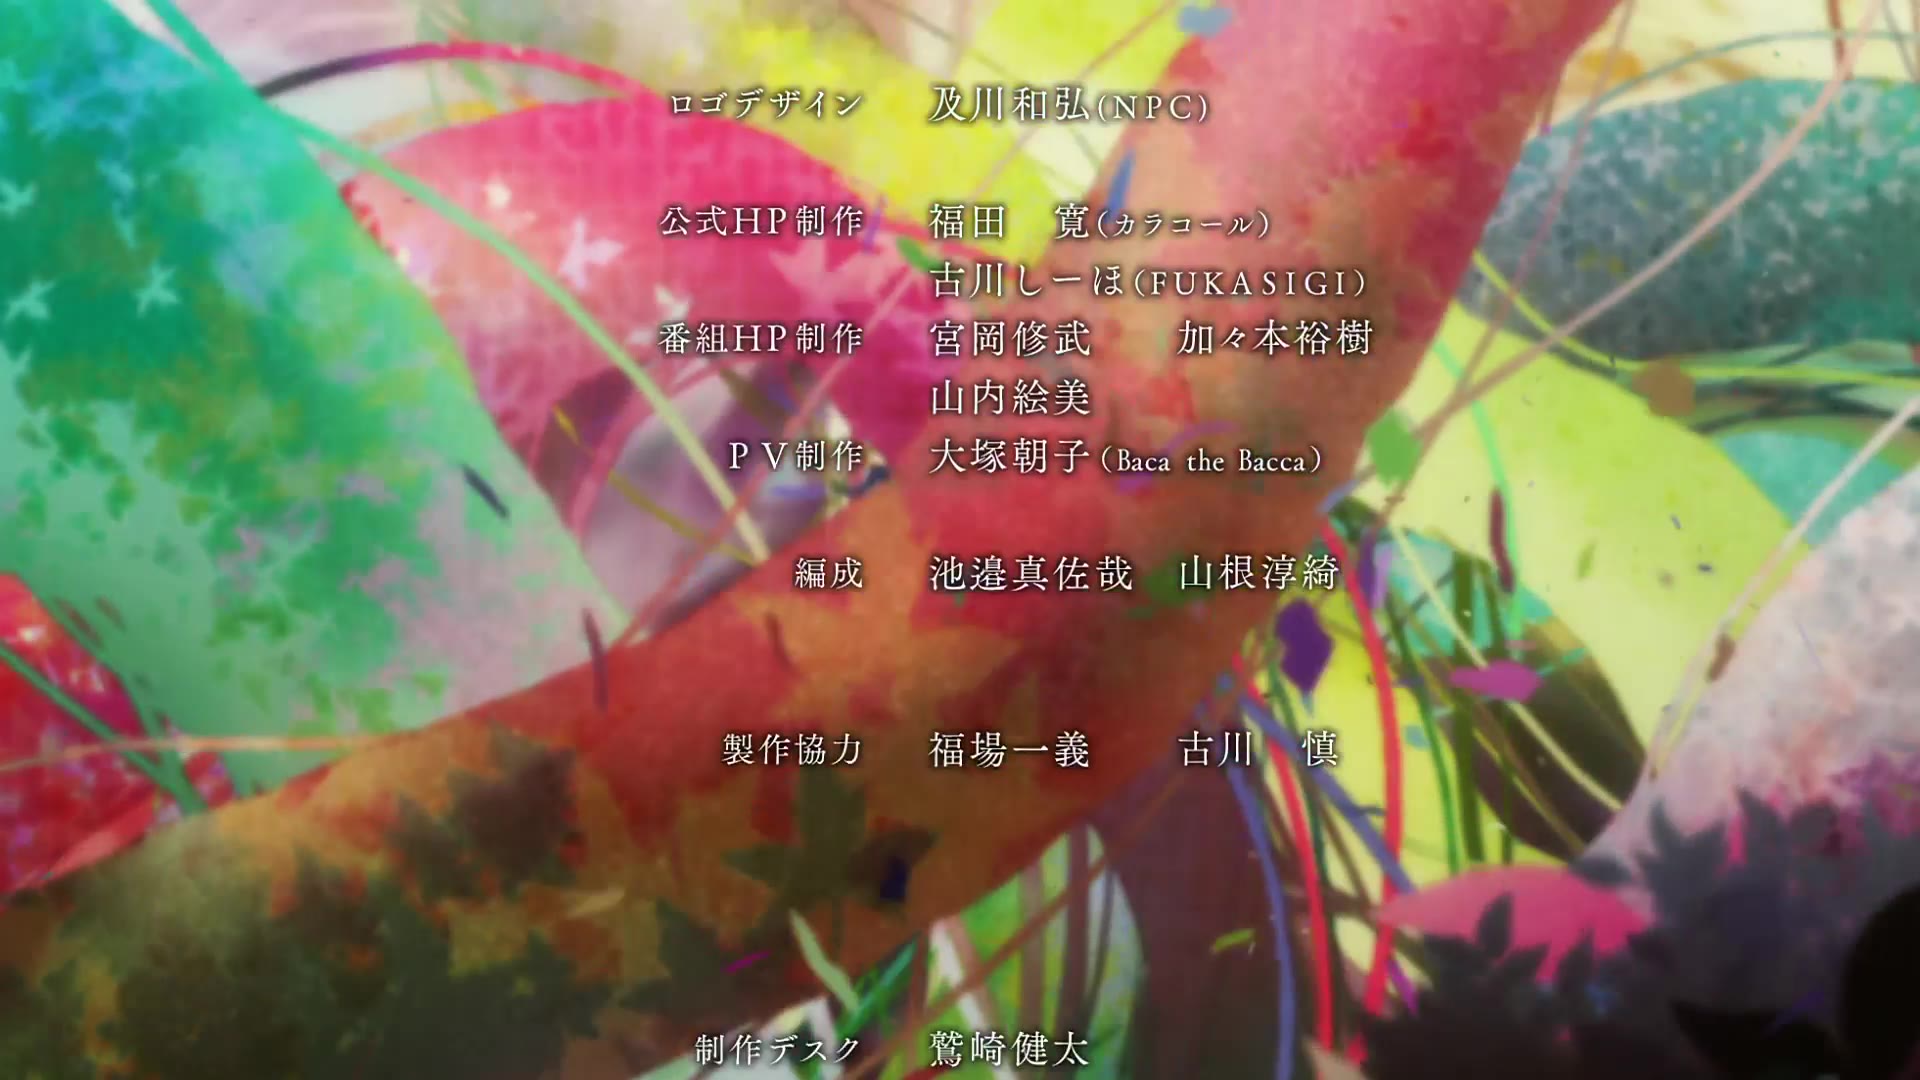 ロゴデザイン 及川和弘(NPC)
公式HP制作 福田 寛(カラコール)
古川しーほ(FUKASIGI)
番組HP制作 宮岡修武 加々本裕樹
山内絵美
PV制作 大塚朝子(Baca the Bacca)
編成 池邉真佐哉 山根淳綺
製作協力 福場一義 古川 慎
制作デスク 鷲崎健太